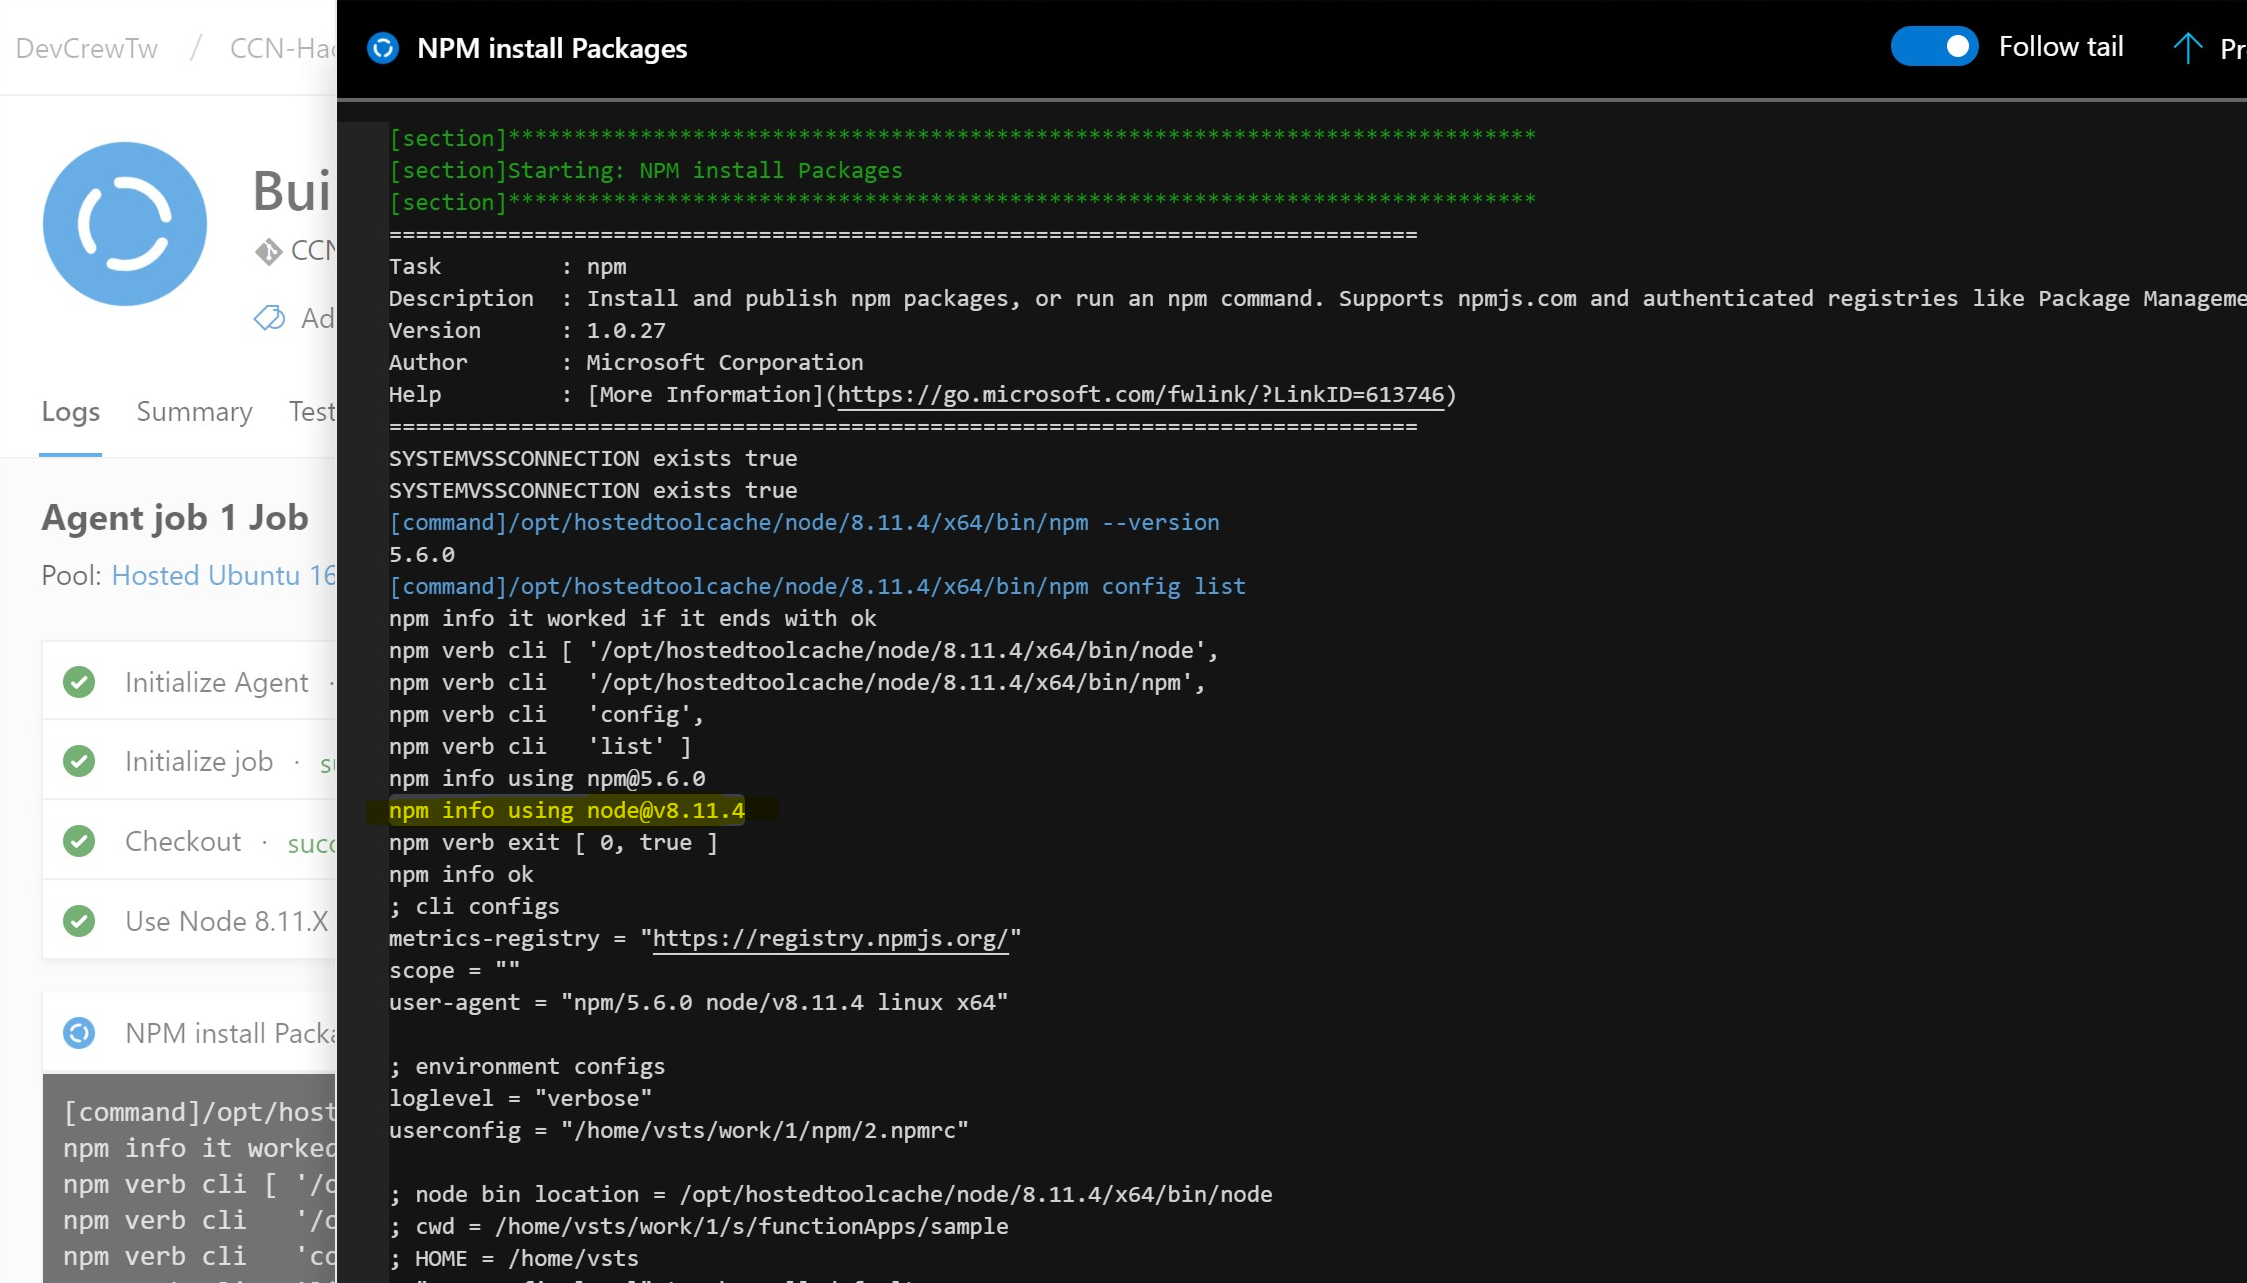 DevCrewTw / CCN-Hac
Bui
CCN
Ad
Logs Summary Test
Agent job 1 Job
Pool: Hosted Ubuntu 16
Initialize Agent ·
Initialize job · su
Checkout · succ
Use Node 8.11.X
NPM install Packa
[command]/opt/host
npm info it worked
npm verb cli [ '/o
npm verb cli   '/o
npm verb cli   'co
NPM install Packages
Follow tail
Pr
[section]******************************************************************************
[section]Starting: NPM install Packages
[section]******************************************************************************
==============================================================================
Task         : npm
Description  : Install and publish npm packages, or run an npm command. Supports npmjs.com and authenticated registries like Package Manageme
Version      : 1.0.27
Author       : Microsoft Corporation
Help         : [More Information](https://go.microsoft.com/fwlink/?LinkID=613746)
==============================================================================
SYSTEMVSSCONNECTION exists true
SYSTEMVSSCONNECTION exists true
[command]/opt/hostedtoolcache/node/8.11.4/x64/bin/npm --version
5.6.0
[command]/opt/hostedtoolcache/node/8.11.4/x64/bin/npm config list
npm info it worked if it ends with ok
npm verb cli [ '/opt/hostedtoolcache/node/8.11.4/x64/bin/node',
npm verb cli   '/opt/hostedtoolcache/node/8.11.4/x64/bin/npm',
npm verb cli   'config',
npm verb cli   'list' ]
npm info using npm@5.6.0
npm info using node@v8.11.4
npm verb exit [ 0, true ]
npm info ok
; cli configs
metrics-registry = "https://registry.npmjs.org/"
scope = ""
user-agent = "npm/5.6.0 node/v8.11.4 linux x64"
; environment configs
loglevel = "verbose"
userconfig = "/home/vsts/work/1/npm/2.npmrc"
; node bin location = /opt/hostedtoolcache/node/8.11.4/x64/bin/node
; cwd = /home/vsts/work/1/s/functionApps/sample
; HOME = /home/vsts